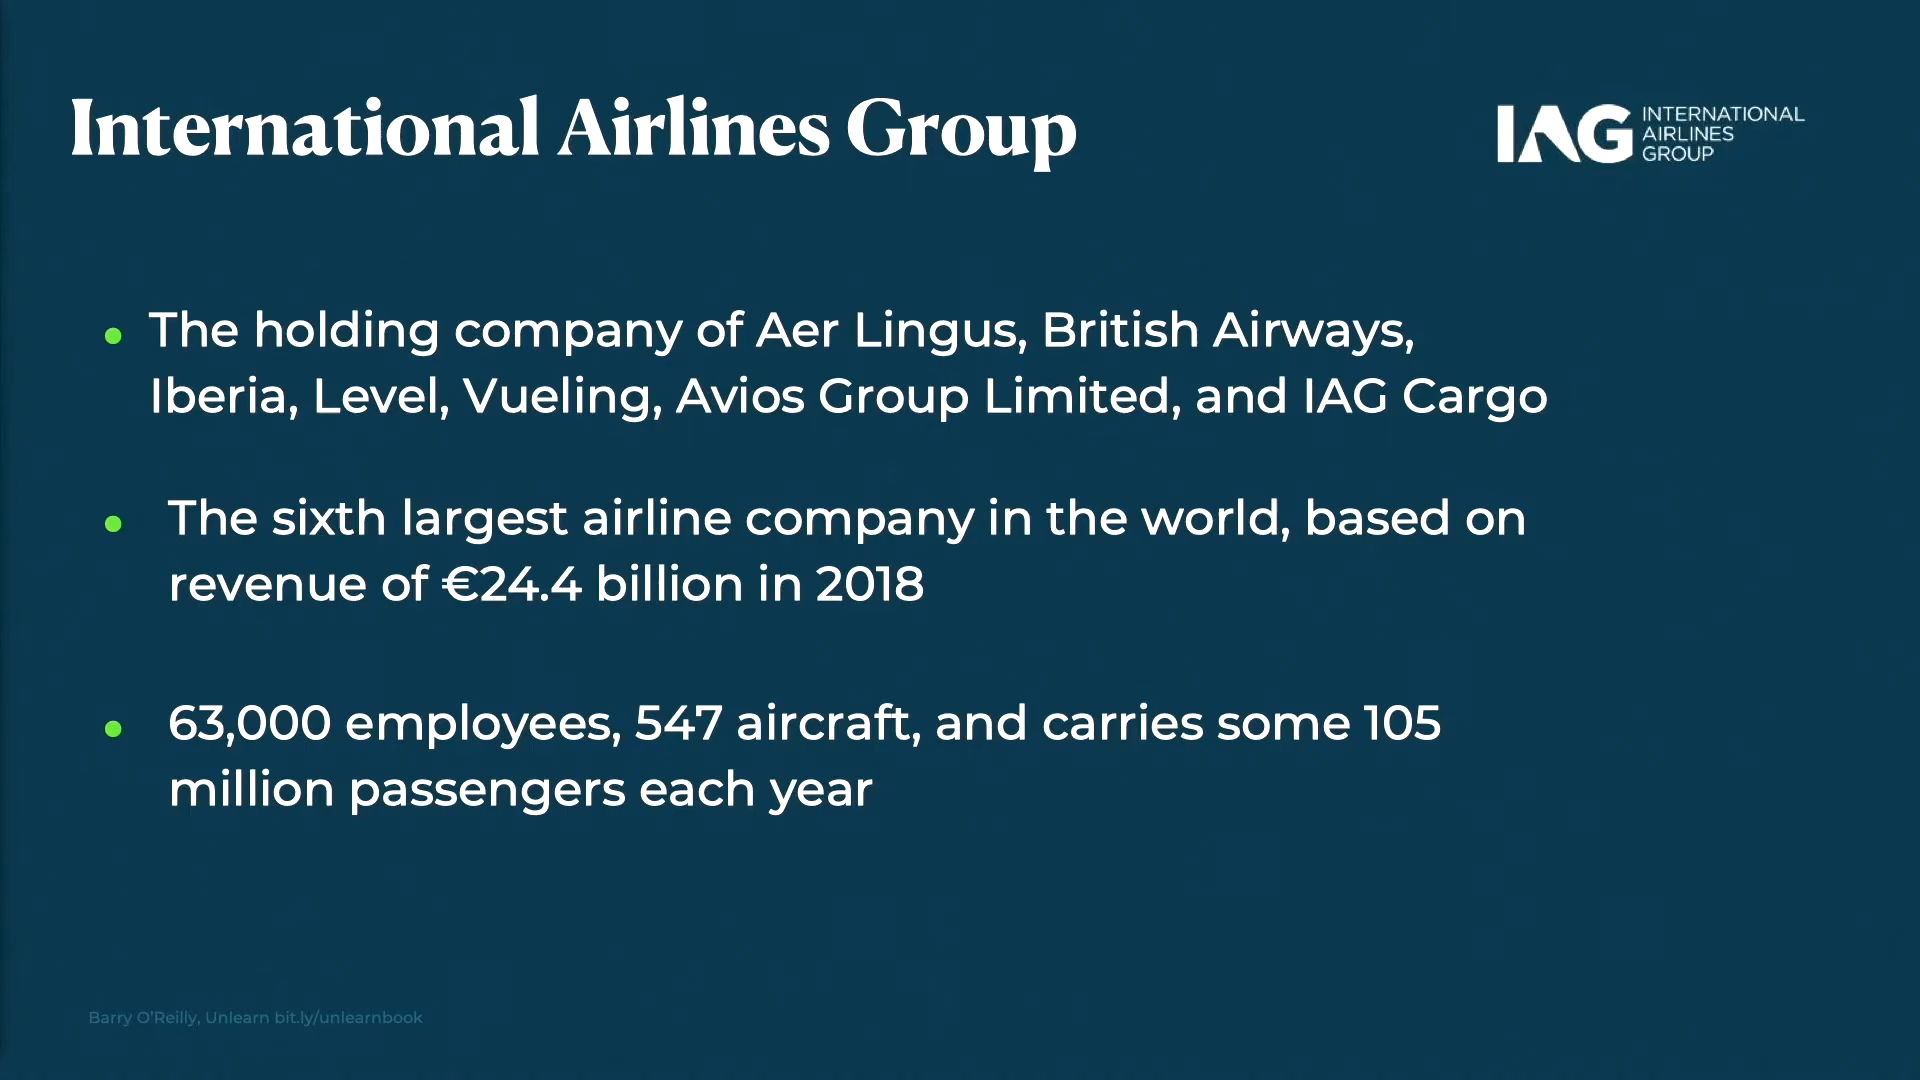 International Airlines Group
IAG
INTERNATIONAL
AIRLINES
GROUP
• The holding company of Aer Lingus, British Airways,
Iberia, Level, Vueling, Avios Group Limited, and IAG Cargo
• The sixth largest airline company in the world, based on
revenue of €24.4 billion in 2018
• 63,000 employees, 547 aircraft, and carries some 105
million passengers each year
Barry O'Reilly, Unlearn bit.ly/unlearnbook